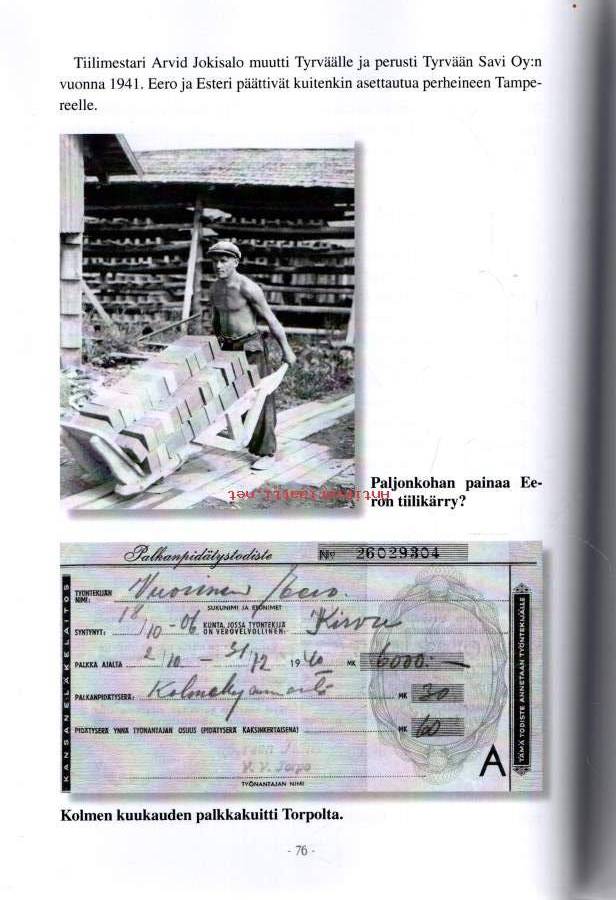 Tiilimestari Arvid Jokisalo muutti Tyrväälle ja perusti Tyrvään Savi Oy:n
vuonna 1941. Eero ja Esteri päättivät kuitenkin asettautua perheineen Tampe-
reelle.
Paljonkohan painaa Ee-
ron tiilikärry?
Palkanpidätystodiste
No 26029304
KANSANELÄKELAITOS
TYÖNTEKIJÄN NIMI: Vuorinen Eero.
SUKUNIMI JA ETUNIMET
SYNTYNYT: 18/10 - 06 KUNTA, JOSSA TYÖNTEKIJÄ ON VEROVELVOLLINEN: Kirvu
PALKKA AJALTA 2/10 - 31/12 1940 MK 6000:-
PALKANPIDÄTYSERÄ: Kolmekymmentä MK 30
PIDÄTYSERÄ YNNÄ TYÖNANTAJAN OSUUS (PIDÄTYSERÄ KAKSINKERTAISENA) MK 60
TYÖNANTAJAN NIMI
A
TÄMÄ TODISTE ANNETAAN TYÖNTEKIJÄLLE
Kolmen kuukauden palkkakuitti Torpolta.
- 76 -